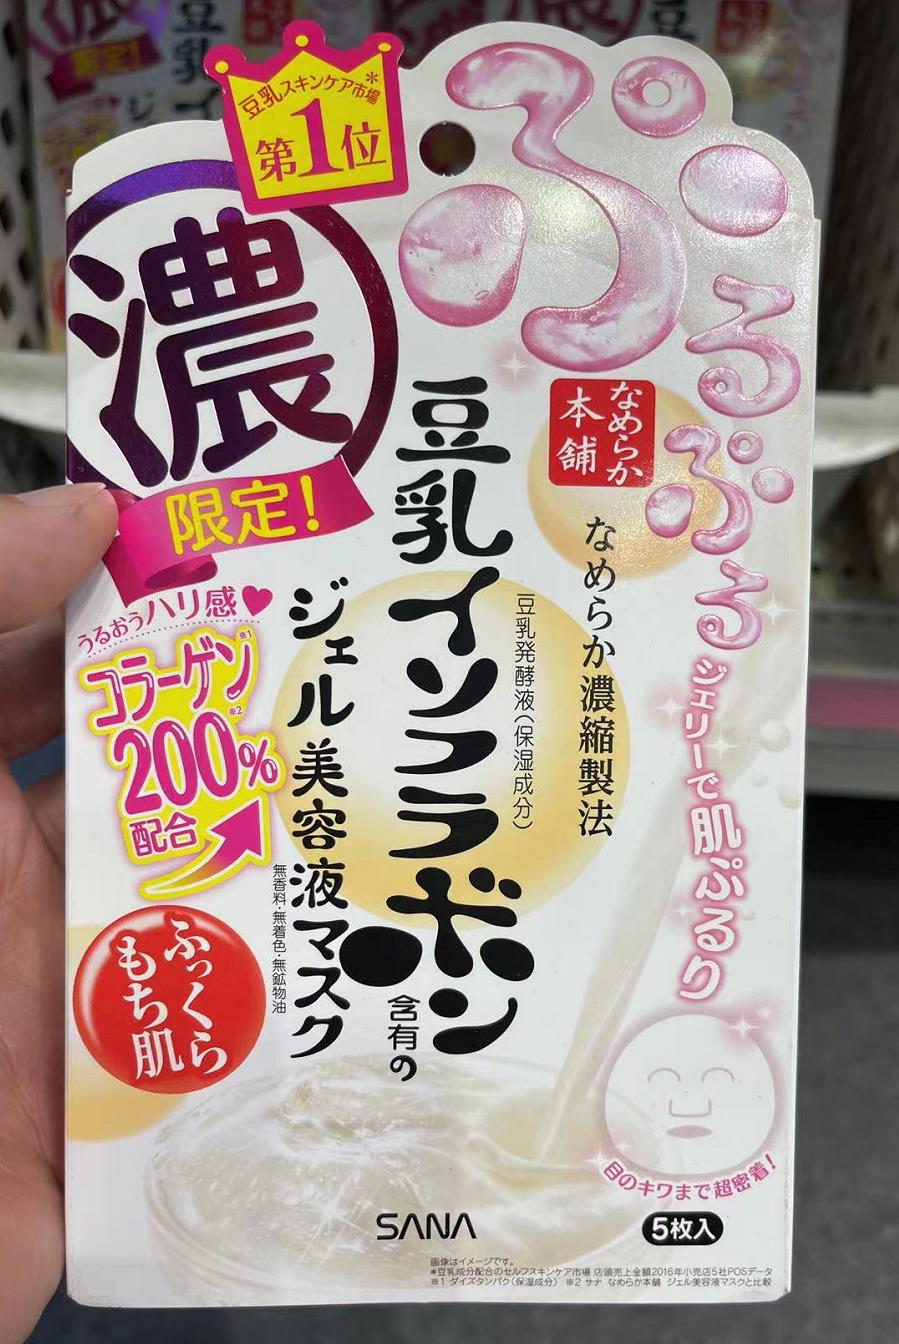 豆乳スキンケア市場*
第1位
濃
限定!
うるおうハリ感♥
コラーゲン※1
200%※2
配合
ふっくら
もち肌
ぷるぷる
ジェリーで肌ぷるり
なめらか
本舗
なめらか濃縮製法
豆乳発酵液(保湿成分)
豆乳イソフラボン
含有の
ジェル美容液マスク
無香料・無着色・無鉱物油
目のキワまで超密着!
SANA
5枚入
画像はイメージです。
*豆乳成分配合のセルフスキンケア市場 店頭売上金額2016年小売店5社POSデータ
※1 ダイズタンパク(保湿成分) ※2 サナ なめらか本舗 ジェル美容液マスクと比較